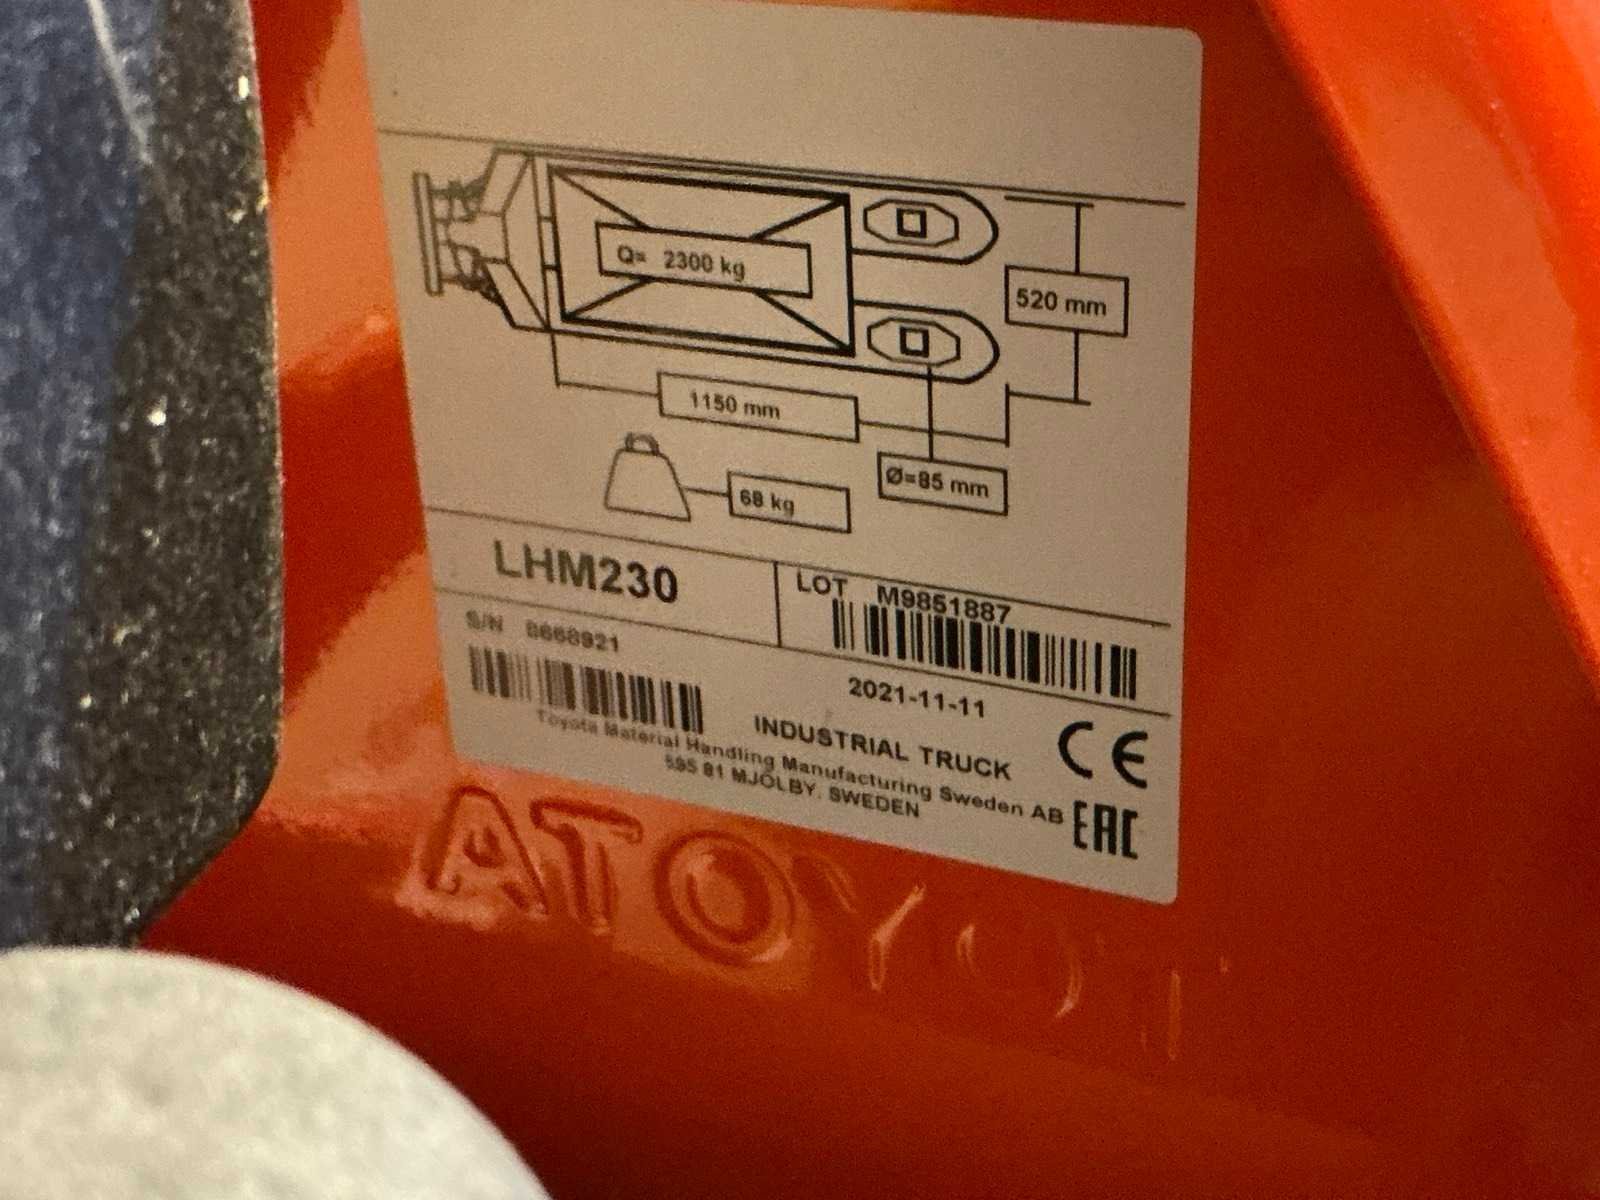 Q= 2300 kg
520 mm
1150 mm
Ø=85 mm
68 kg
LHM230
LOT M9851887
S/N 8668921
2021-11-11
INDUSTRIAL TRUCK
CE
Toyota Material Handling Manufacturing Sweden AB
595 81 MJÖLBY. SWEDEN
EAC